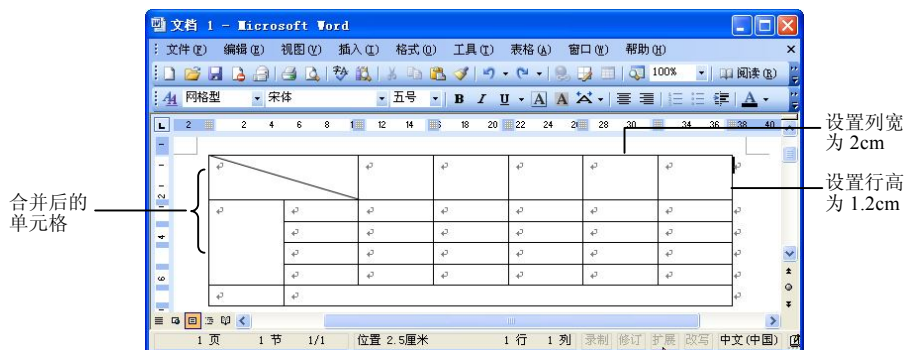 文档 1 - Microsoft Word
文件(F) 编辑(E) 视图(V) 插入(I) 格式(O) 工具(T) 表格(A) 窗口(W) 帮助(H)
100% 阅读(R)
网格型 宋体 五号 B I U A A A
2 2 4 6 8 12 14 18 20 22 24 28 30 34 36 38 40
设置列宽
为 2cm
设置行高
为 1.2cm
合并后的
单元格
2
4
6
1 页 1 节 1/1 位置 2.5厘米 1 行 1 列 录制 修订 扩展 改写 中文(中国)